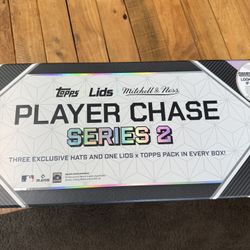 Topps Lids Mitchell & Ness
PLAYER CHASE
SERIES 2
THREE EXCLUSIVE HATS AND ONE LIDS x TOPPS PACK IN EVERY BOX!